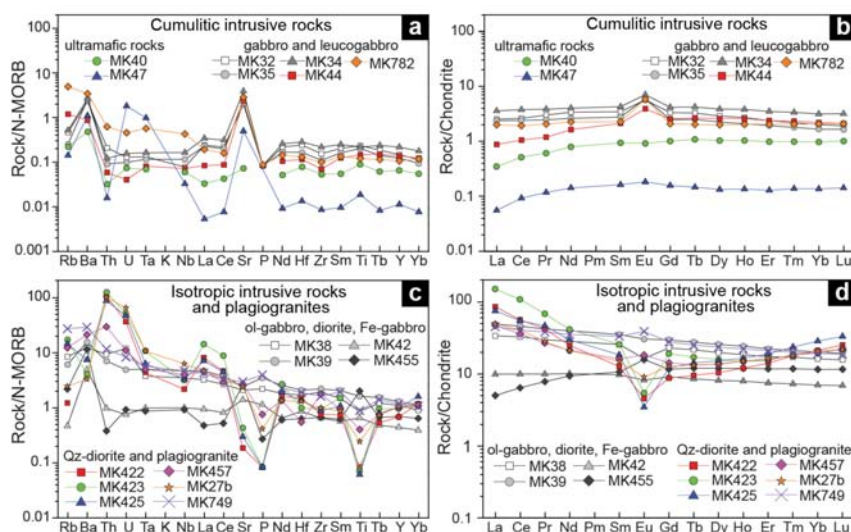 Cumulitic intrusive rocks
a
ultramafic rocks
MK40
MK47
gabbro and leucogabbro
MK32
MK34
MK782
MK35
MK44
Rock/N-MORB
100
10
1
0.1
0.01
0.001
Rb Ba Th U Ta K Nb La Ce Sr P Nd Hf Zr Sm Ti Tb Y Yb
Cumulitic intrusive rocks
b
ultramafic rocks
MK40
MK47
gabbro and leucogabbro
MK32
MK34
MK782
MK35
MK44
Rock/Chondrite
100
10
1
0.1
0.01
La Ce Pr Nd Pm Sm Eu Gd Tb Dy Ho Er Tm Yb Lu
Isotropic intrusive rocks
and plagiogranites
c
ol-gabbro, diorite, Fe-gabbro
MK38
MK42
MK39
MK455
Qz-diorite and plagiogranite
MK422
MK457
MK423
MK27b
MK425
MK749
Rock/N-MORB
100
10
1
0.1
0.01
Rb Ba Th U Ta K Nb La Ce Sr P Nd Hf Zr Sm Ti Tb Y Yb
Isotropic intrusive rocks
and plagiogranites
d
ol-gabbro, diorite, Fe-gabbro
MK38
MK42
MK39
MK455
Qz-diorite and plagiogranite
MK422
MK457
MK423
MK27b
MK425
MK749
Rock/Chondrite
100
10
1
0.1
La Ce Pr Nd Pm Sm Eu Gd Tb Dy Ho Er Tm Yb Lu